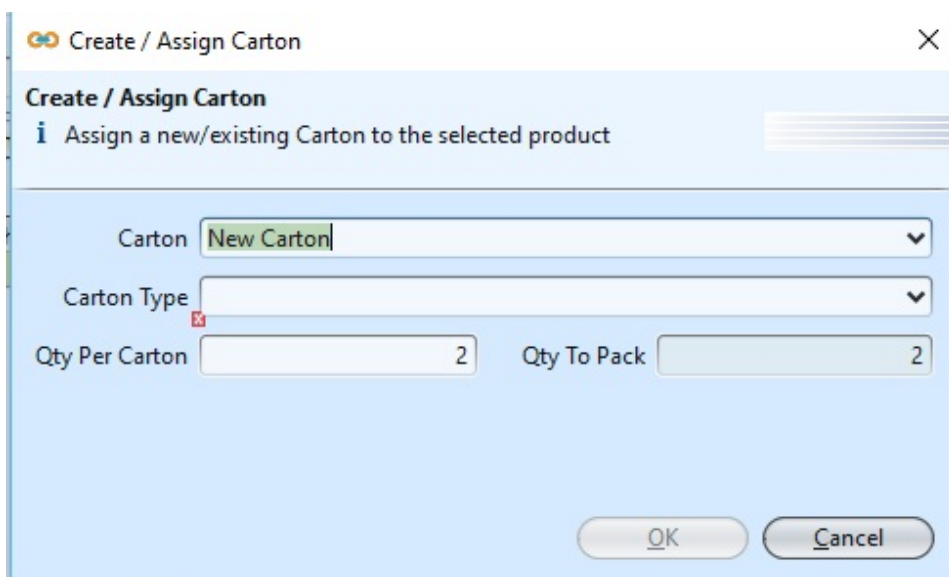 Create / Assign Carton
Create / Assign Carton
i Assign a new/existing Carton to the selected product
Carton New Carton
Carton Type
Qty Per Carton 2 Qty To Pack 2
OK Cancel